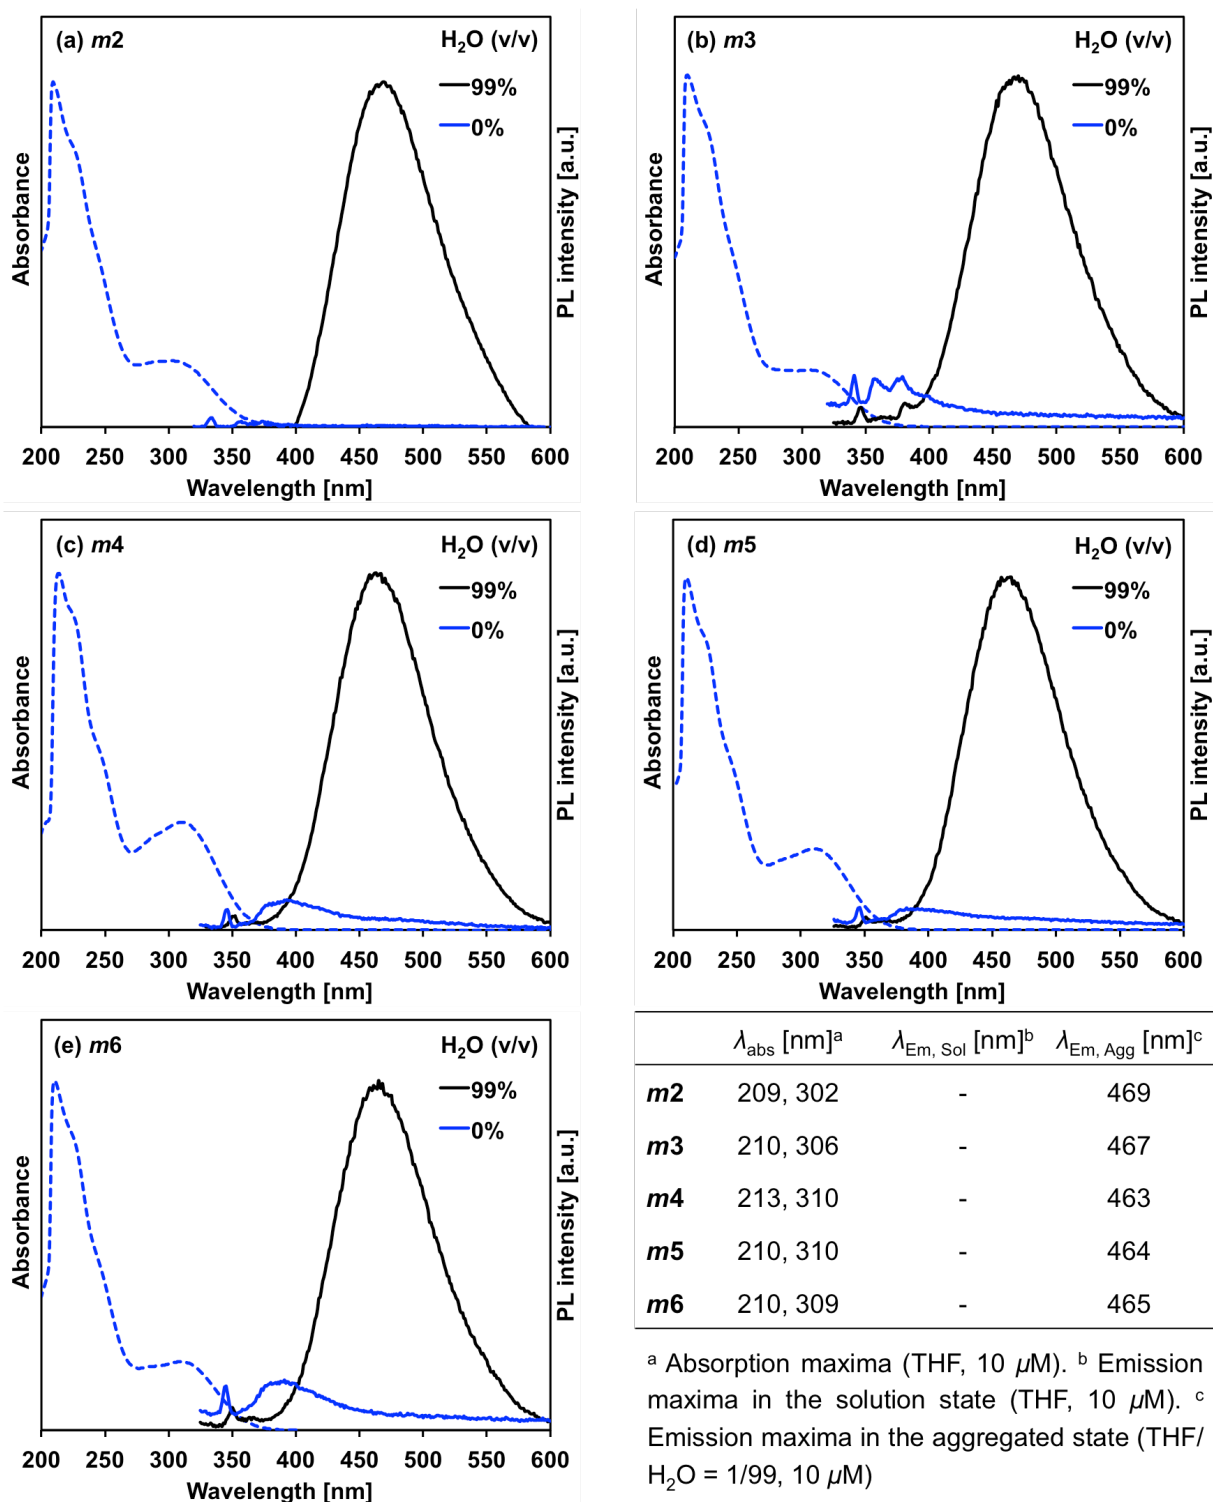 (a) m2
H2O (v/v)
99%
0%
Absorbance
PL intensity [a.u.]
200 250 300 350 400 450 500 550 600
Wavelength [nm]
(b) m3
H2O (v/v)
99%
0%
Absorbance
PL intensity [a.u.]
200 250 300 350 400 450 500 550 600
Wavelength [nm]
(c) m4
H2O (v/v)
99%
0%
Absorbance
PL intensity [a.u.]
200 250 300 350 400 450 500 550 600
Wavelength [nm]
(d) m5
H2O (v/v)
99%
0%
Absorbance
PL intensity [a.u.]
200 250 300 350 400 450 500 550 600
Wavelength [nm]
(e) m6
H2O (v/v)
99%
0%
Absorbance
PL intensity [a.u.]
200 250 300 350 400 450 500 550 600
Wavelength [nm]
λabs [nm]a λEm, Sol [nm]b λEm, Agg [nm]c
m2 209, 302 - 469
m3 210, 306 - 467
m4 213, 310 - 463
m5 210, 310 - 464
m6 210, 309 - 465
a Absorption maxima (THF, 10 μM). b Emission
maxima in the solution state (THF, 10 μM). c
Emission maxima in the aggregated state (THF/
H2O = 1/99, 10 μM)